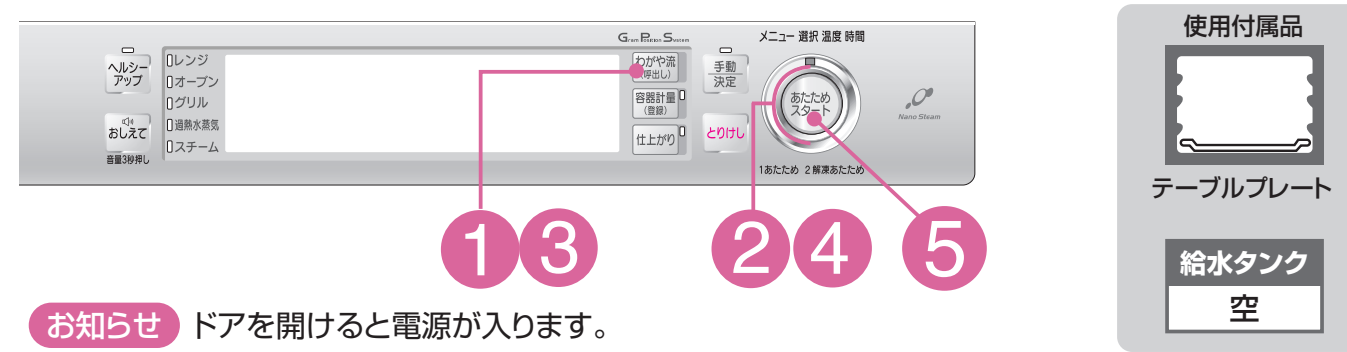 Gram Position System
メニュー 選択 温度 時間
ヘルシー
アップ
レンジ
オーブン
グリル
過熱水蒸気
スチーム
おしえて
音量3秒押し
わがや流
(呼出し)
容器計量
(登録)
仕上がり
手動
決定
とりけし
あたため
スタート
1あたため 2解凍あたため
Nano Steam
1 3 2 4 5
お知らせ ドアを開けると電源が入ります。
使用付属品
テーブルプレート
給水タンク
空